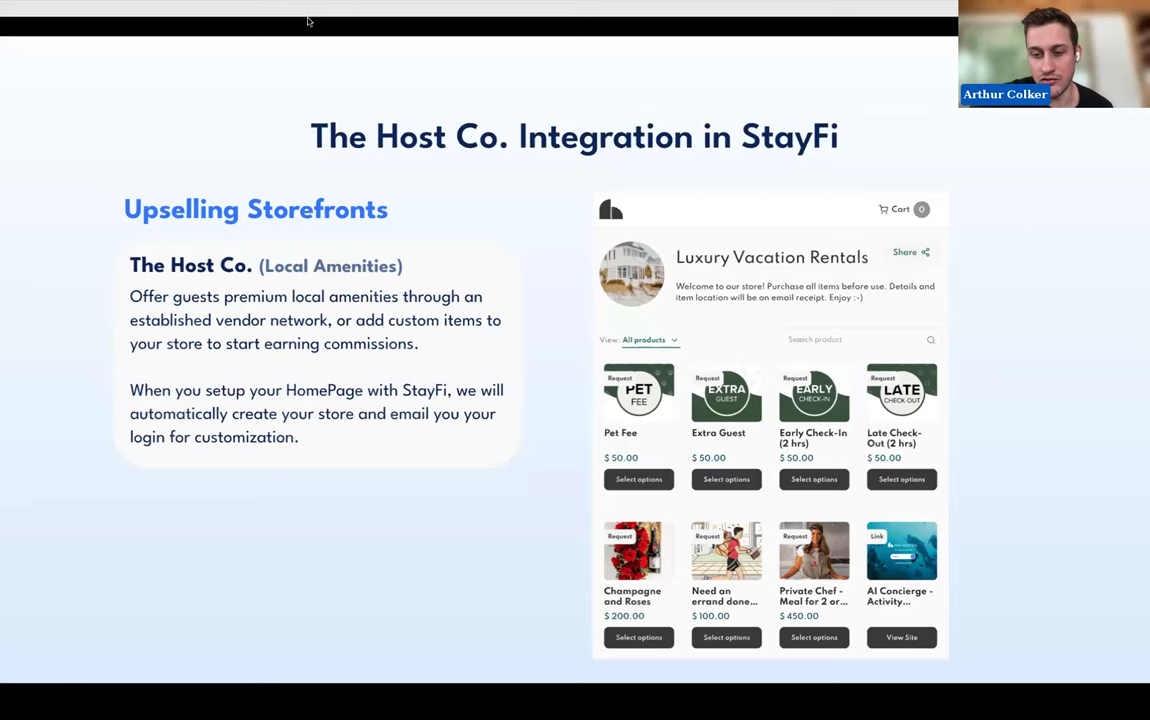 Arthur Colker
The Host Co. Integration in StayFi
Upselling Storefronts
The Host Co. (Local Amenities)
Offer guests premium local amenities through an
established vendor network, or add custom items to
your store to start earning commissions.
When you setup your HomePage with StayFi, we will
automatically create your store and email you your
login for customization.
Cart 0
Luxury Vacation Rentals
Share
Welcome to our store! Purchase all items before use. Details and
item location will be on email receipt. Enjoy :-)
View: All products
Search product
Request
PET
FEE
Request
EXTRA
GUEST
Request
EARLY
CHECK-IN
Request
LATE
CHECK-OUT
Pet Fee
$ 50.00
Select options
Extra Guest
$ 50.00
Select options
Early Check-In
(2 hrs)
$ 50.00
Select options
Late Check-
Out (2 hrs)
$ 50.00
Select options
Request
Champagne
and Roses
$ 200.00
Select options
Request
Need an
errand done...
$ 100.00
Select options
Request
Private Chef -
Meal for 2 or...
$ 450.00
Select options
Link
AI Concierge -
Activity...
View Site